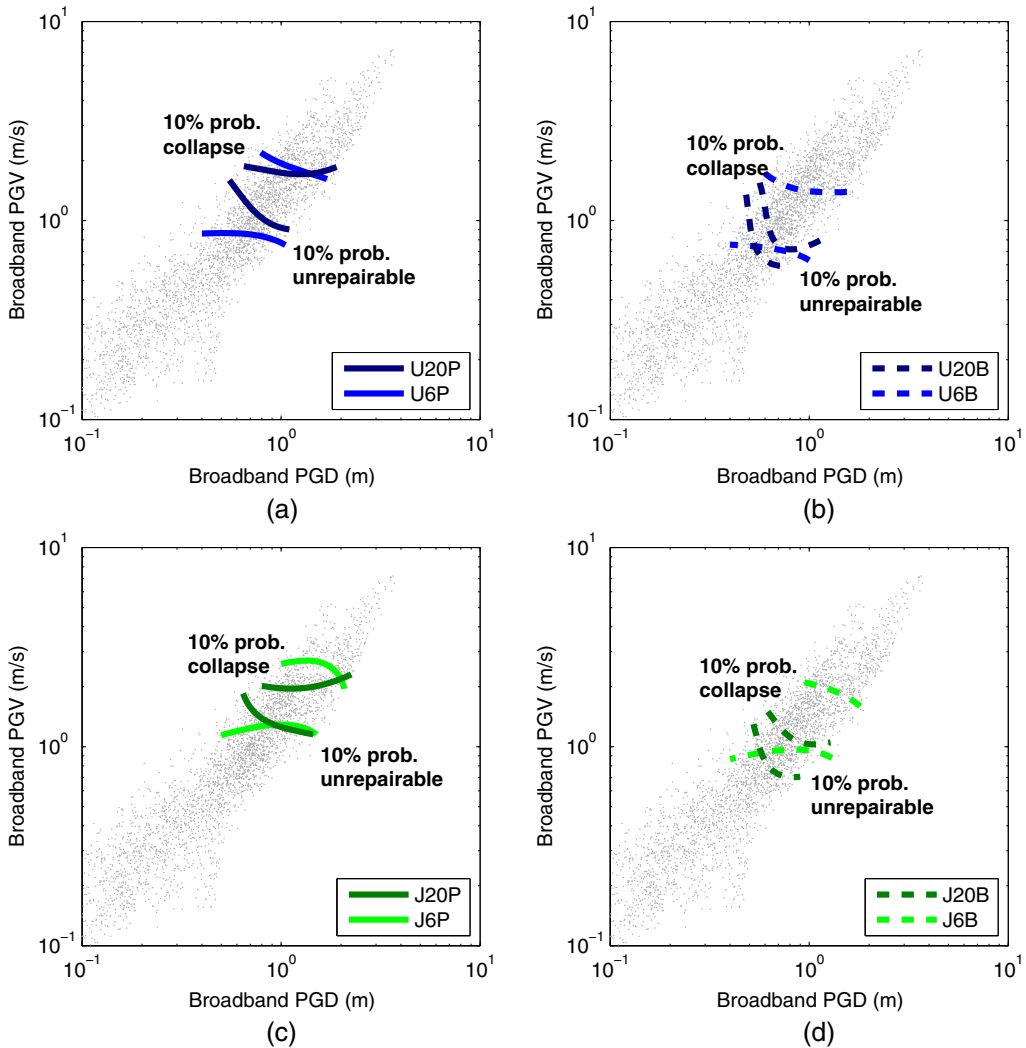 10^1
10^0
10^-1
Broadband PGV (m/s)
10% prob.
collapse
10% prob.
unrepairable
U20P
U6P
10^-1
10^0
10^1
Broadband PGD (m)
(a)
10^1
10^0
10^-1
Broadband PGV (m/s)
10% prob.
collapse
10% prob.
unrepairable
U20B
U6B
10^-1
10^0
10^1
Broadband PGD (m)
(b)
10^1
10^0
10^-1
Broadband PGV (m/s)
10% prob.
collapse
10% prob.
unrepairable
J20P
J6P
10^-1
10^0
10^1
Broadband PGD (m)
(c)
10^1
10^0
10^-1
Broadband PGV (m/s)
10% prob.
collapse
10% prob.
unrepairable
J20B
J6B
10^-1
10^0
10^1
Broadband PGD (m)
(d)